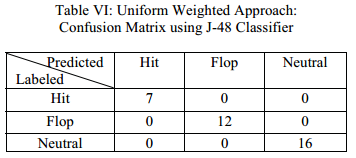 Table VI: Uniform Weighted Approach:
Confusion Matrix using J-48 Classifier
Predicted Hit Flop Neutral
Labeled
Hit 7 0 0
Flop 0 12 0
Neutral 0 0 16